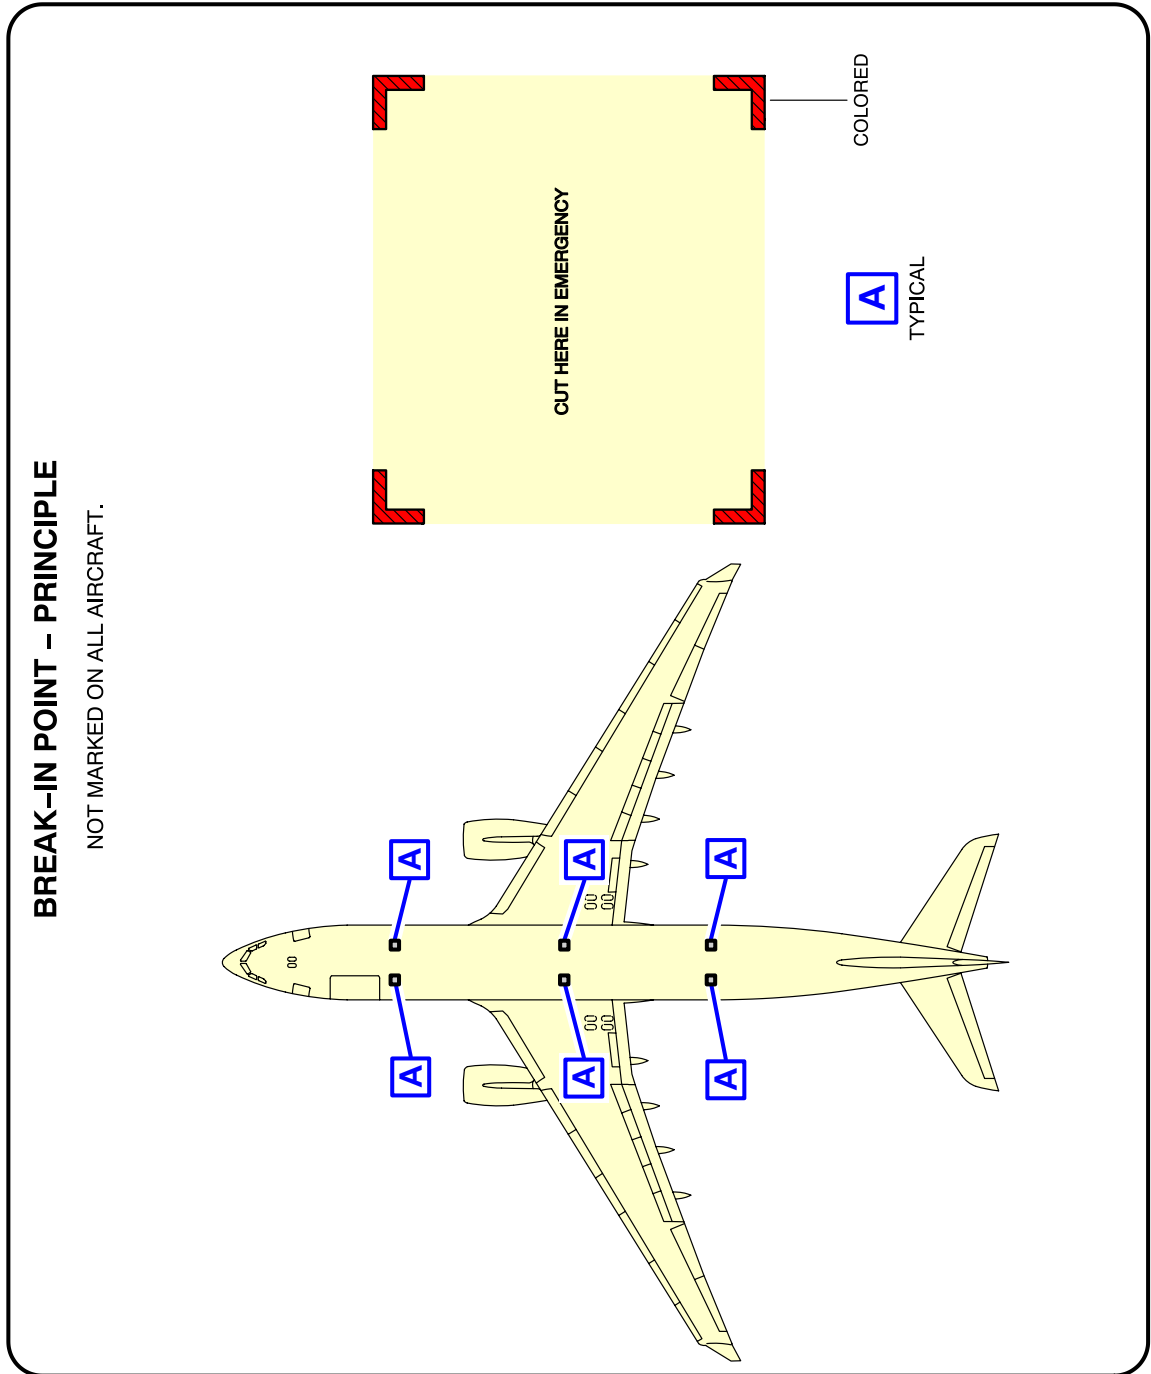 BREAK–IN POINT – PRINCIPLE
NOT MARKED ON ALL AIRCRAFT.
A
A
A
A
A
A
CUT HERE IN EMERGENCY
COLORED
A
TYPICAL